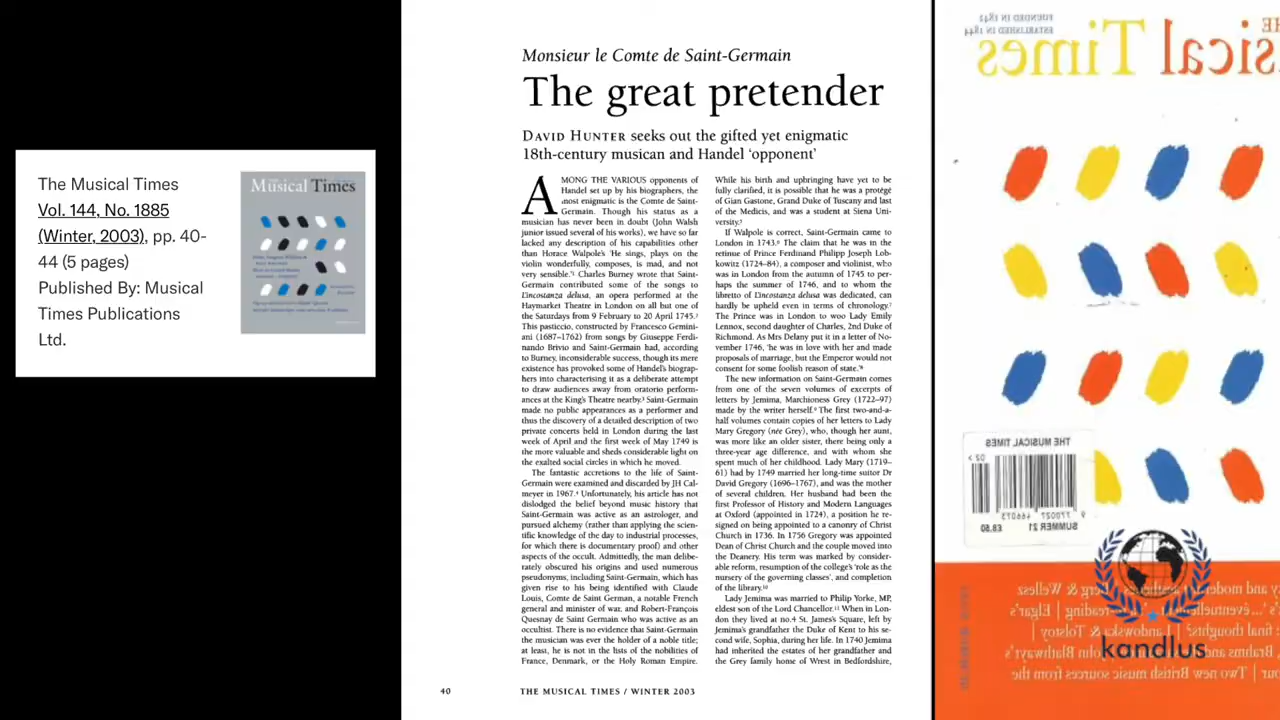 The Musical Times
Vol. 144, No. 1885
(Winter, 2003), pp. 40-
44 (5 pages)
Published By: Musical
Times Publications
Ltd.
Musical Times
Monsieur le Comte de Saint-Germain
The great pretender
DAVID HUNTER seeks out the gifted yet enigmatic
18th-century musican and Handel 'opponent'
AMONG THE VARIOUS opponents of
Handel set up by his biographers, the
most enigmatic is the Comte de Saint-
Germain. Though his status as a
musician has never been in doubt (John Walsh
junior issued several of his works), we have so far
lacked any description of his capabilities other
than Horace Walpole's 'He sings, plays on the
violin wonderfully, composes, is mad, and not
very sensible.'1 Charles Burney wrote that Saint-
Germain contributed some of the songs to
L'incostanza delusa, an opera performed at the
Haymarket Theatre in London on all but one of
the Saturdays from 9 February to 20 April 1745.2
This pasticcio, constructed by Francesco Gemini-
ani (1687–1762) from songs by Giuseppe Ferdi-
nando Brivio and Saint-Germain had, according
to Burney, inconsiderable success, though its mere
existence has provoked some of Handel's biograp-
hers into characterising it as a deliberate attempt
to draw audiences away from oratorio perform-
ances at the King's Theatre nearby.3 Saint-Germain
made no public appearances as a performer and
thus the discovery of a detailed description of two
private concerts held in London during the last
week of April and the first week of May 1749 is
the more valuable and sheds considerable light on
the exalted social circles in which he moved.
The fantastic accretions to the life of Saint-
Germain were examined and discarded by JH Cal-
meyer in 1967.4 Unfortunately, his article has not
dislodged the belief beyond music history that
Saint-Germain was active as an astrologer, and
pursued alchemy (rather than applying the scien-
tific knowledge of the day to industrial processes,
for which there is documentary proof) and other
aspects of the occult. Admittedly, the man delibe-
rately obscured his origins and used numerous
pseudonyms, including Saint-Germain, which has
given rise to his being identified with Claude
Louis, Comte de Saint German, a notable French
general and minister of war, and Robert-François
Quesnay de Saint Germain who was active as an
occultist. There is no evidence that Saint-Germain
the musician was ever the holder of a noble title;
at least, he is not in the lists of the nobilities of
France, Denmark, or the Holy Roman Empire.
While his birth and upbringing have yet to be
fully clarified, it is possible that he was a protégé
of Gian Gastone, Grand Duke of Tuscany and last
of the Medicis, and was a student at Siena Uni-
versity.5
If Walpole is correct, Saint-Germain came to
London in 1743.6 The claim that he was in the
retinue of Prince Ferdinand Philipp Joseph Lob-
kowitz (1724–84), a composer and violinist, who
was in London from the autumn of 1745 to per-
haps the summer of 1746, and to whom the
libretto of L'incostanza delusa was dedicated, can
hardly be upheld even in terms of chronology.7
The Prince was in London to woo Lady Emily
Lennox, second daughter of Charles, 2nd Duke of
Richmond. As Mrs Delany put it in a letter of No-
vember 1746, 'he was in love with her and made
proposals of marriage, but the Emperor would not
consent for some foolish reason of state.'8
The new information on Saint-Germain comes
from one of the seven volumes of excerpts of
letters by Jemima, Marchioness Grey (1722–97)
made by the writer herself.9 The first two-and-a-
half volumes contain copies of her letters to Lady
Mary Gregory (née Grey), who, though her aunt,
was more like an older sister, there being only a
three-year age difference, and with whom she
spent much of her childhood. Lady Mary (1719–
61) had by 1749 married her long-time suitor Dr
David Gregory (1696–1767), and was the mother
of several children. Her husband had been the
first Professor of History and Modern Languages
at Oxford (appointed in 1724), a position he re-
signed on being appointed to a canonry of Christ
Church in 1736. In 1756 Gregory was appointed
Dean of Christ Church and the couple moved into
the Deanery. His term was marked by consider-
able reform, resumption of the college's 'role as the
nursery of the governing classes', and completion
of the library.10
Lady Jemima was married to Philip Yorke, MP,
eldest son of the Lord Chancellor.11 When in Lon-
don they lived at no.4 St. James's Square, left by
Jemima's grandfather the Duke of Kent to his se-
cond wife, Sophia, during her life. In 1740 Jemima
had inherited the estates of her grandfather and
the Grey family home of Wrest in Bedfordshire,
40
THE MUSICAL TIMES / WINTER 2003
FOUNDED IN 1842
ESTABLISHED IN 1844
sical Times
THE MUSICAL TIMES
02 >
9 770027 466073
SUMMER 21
£8.50
kandlus